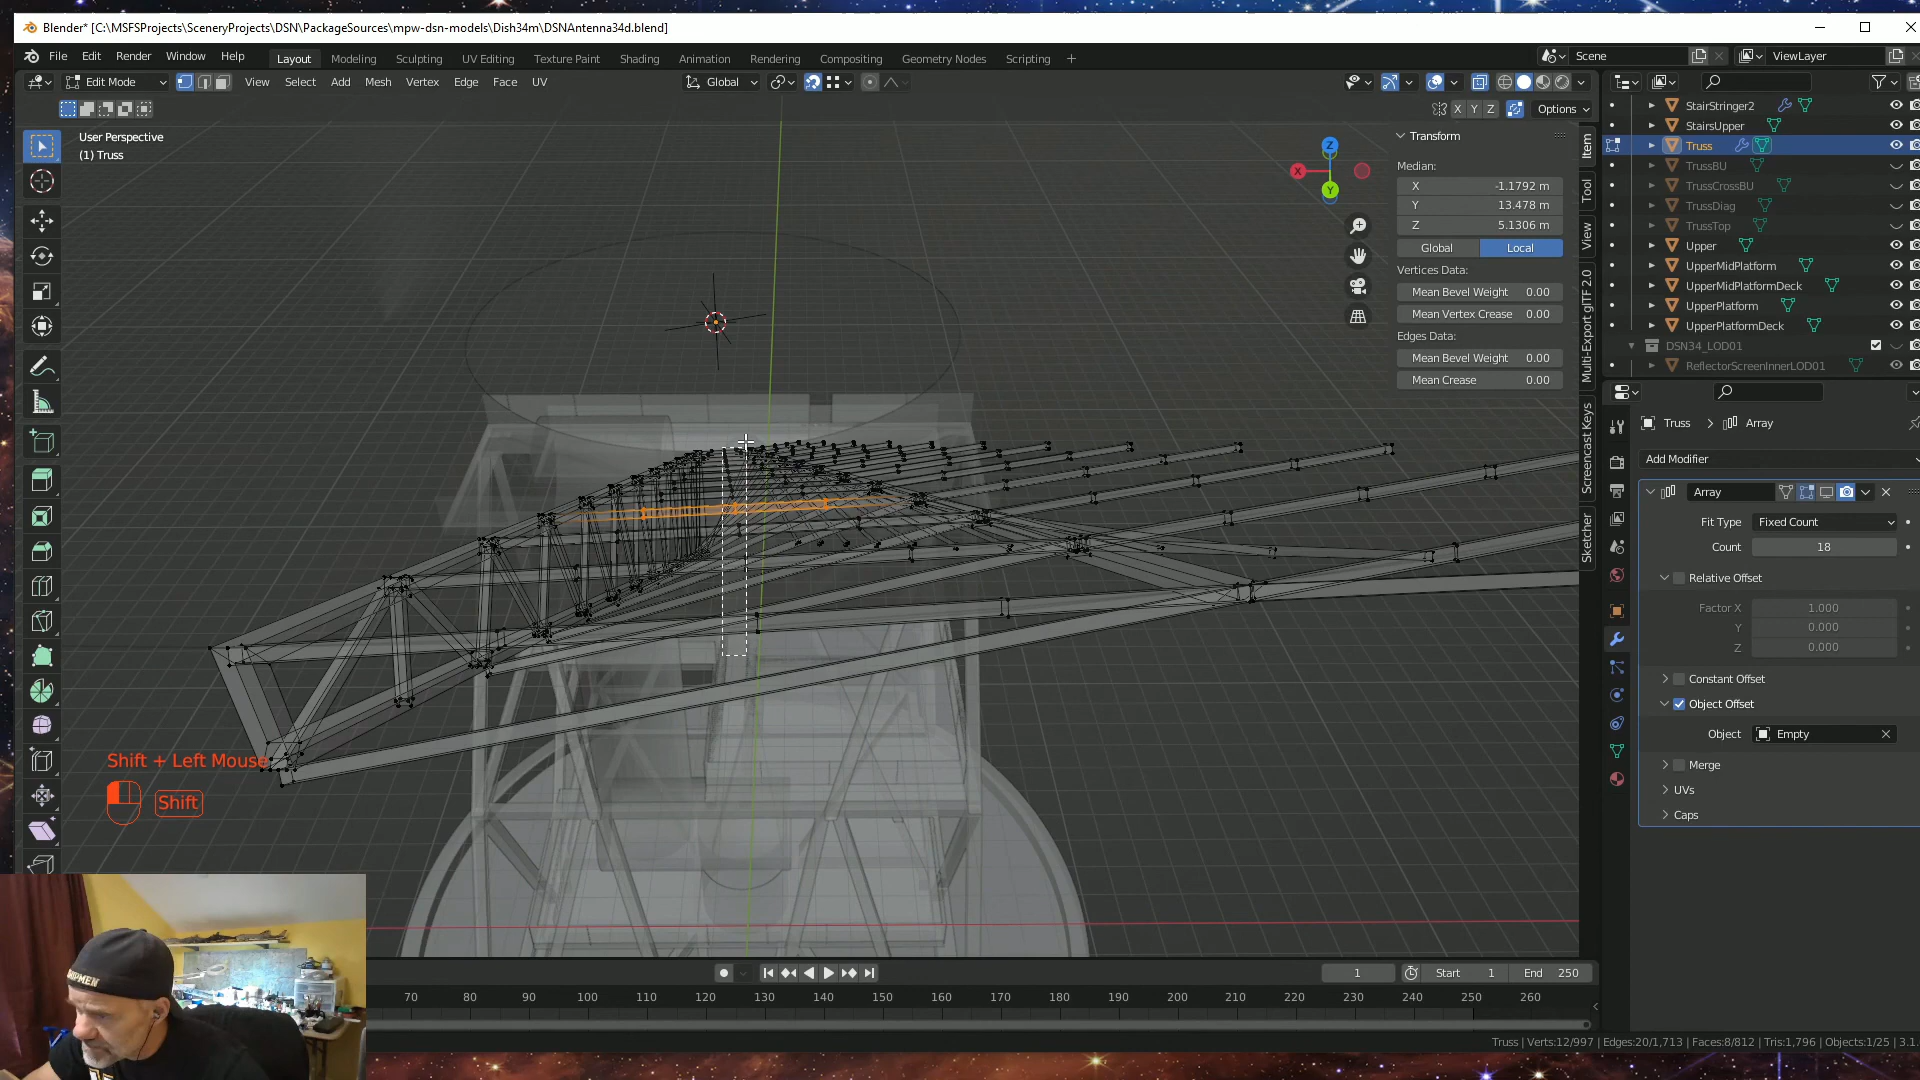 Blender* [C:\MSFSProjects\SceneryProjects\DSN\PackageSources\mpw-dsn-models\Dish34m\DSNAntenna34d.blend]
File Edit Render Window Help Layout Modeling Sculpting UV Editing Texture Paint Shading Animation Rendering Compositing Geometry Nodes Scripting + Scene ViewLayer
Edit Mode View Select Add Mesh Vertex Edge Face UV Global
X Y Z Options
User Perspective
(1) Truss
Transform
Median:
X -1.1792 m
Y 13.478 m
Z 5.1306 m
Global Local
Vertices Data:
Mean Bevel Weight 0.00
Mean Vertex Crease 0.00
Edges Data:
Mean Bevel Weight 0.00
Mean Crease 0.00
Z
X
Y
Item
Tool
View
Multi-Export glTF 2.0
Screencast Keys
Sketcher
StairStringer2
StairsUpper
Truss
TrussBU
TrussCrossBU
TrussDiag
TrussTop
Upper
UpperMidPlatform
UpperMidPlatformDeck
UpperPlatform
UpperPlatformDeck
DSN34_LOD01
ReflectorScreenInnerLOD01
Truss > Array
Add Modifier
Array
Fit Type Fixed Count
Count 18
Relative Offset
Factor X 1.000
Y 0.000
Z 0.000
Constant Offset
Object Offset
Object Empty
Merge
UVs
Caps
Shift + Left Mouse
Shift
1 Start 1 End 250
70 80 90 100 110 120 130 140 150 160 170 180 190 200 210 220 230 240 250 260
Truss | Verts:12/997 | Edges:20/1,713 | Faces:8/812 | Tris:1,796 | Objects:1/25 | 3.1.